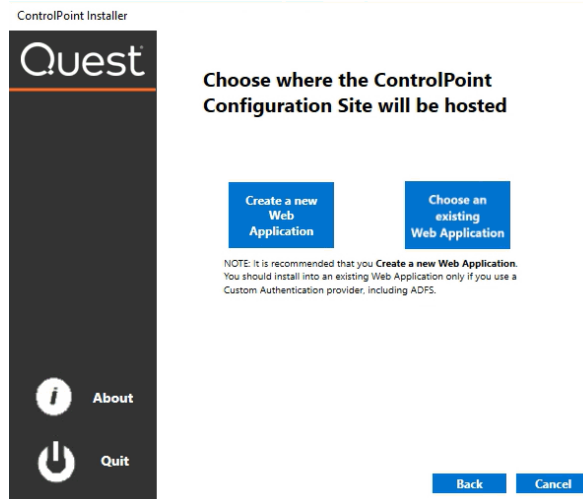 ControlPoint Installer
Quest
Choose where the ControlPoint
Configuration Site will be hosted
Create a new
Web
Application
Choose an
existing
Web Application
NOTE: It is recommended that you Create a new Web Application.
You should install into an existing Web Application only if you use a
Custom Authentication provider, including ADFS.
i
About
Quit
Back
Cancel